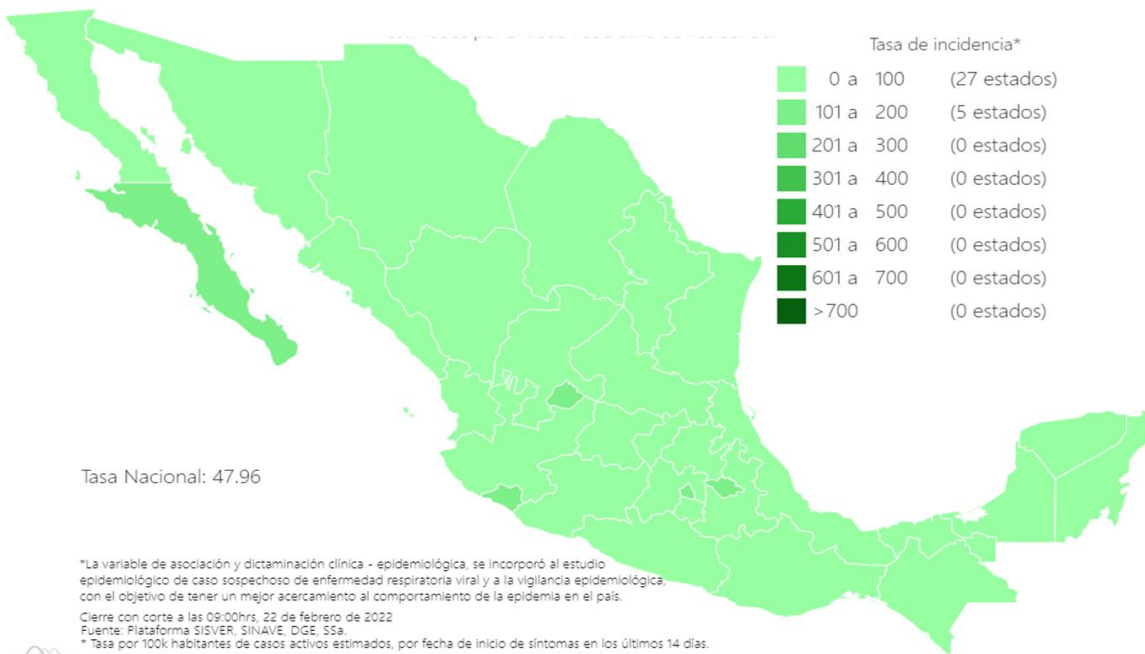 Tasa de incidencia*
0 a 100 (27 estados)
101 a 200 (5 estados)
201 a 300 (0 estados)
301 a 400 (0 estados)
401 a 500 (0 estados)
501 a 600 (0 estados)
601 a 700 (0 estados)
>700 (0 estados)
Tasa Nacional: 47.96
*La variable de asociación y dictaminación clínica - epidemiológica, se incorporó al estudio
epidemiológico de caso sospechoso de enfermedad respiratoria viral y a la vigilancia epidemiológica,
con el objetivo de tener un mejor acercamiento al comportamiento de la epidemia en el país.
Cierre con corte a las 09:00hrs, 22 de febrero de 2022
Fuente: Plataforma SISVER, SINAVE, DGE, SSa.
* Tasa por 100k habitantes de casos activos estimados, por fecha de inicio de síntomas en los últimos 14 días.